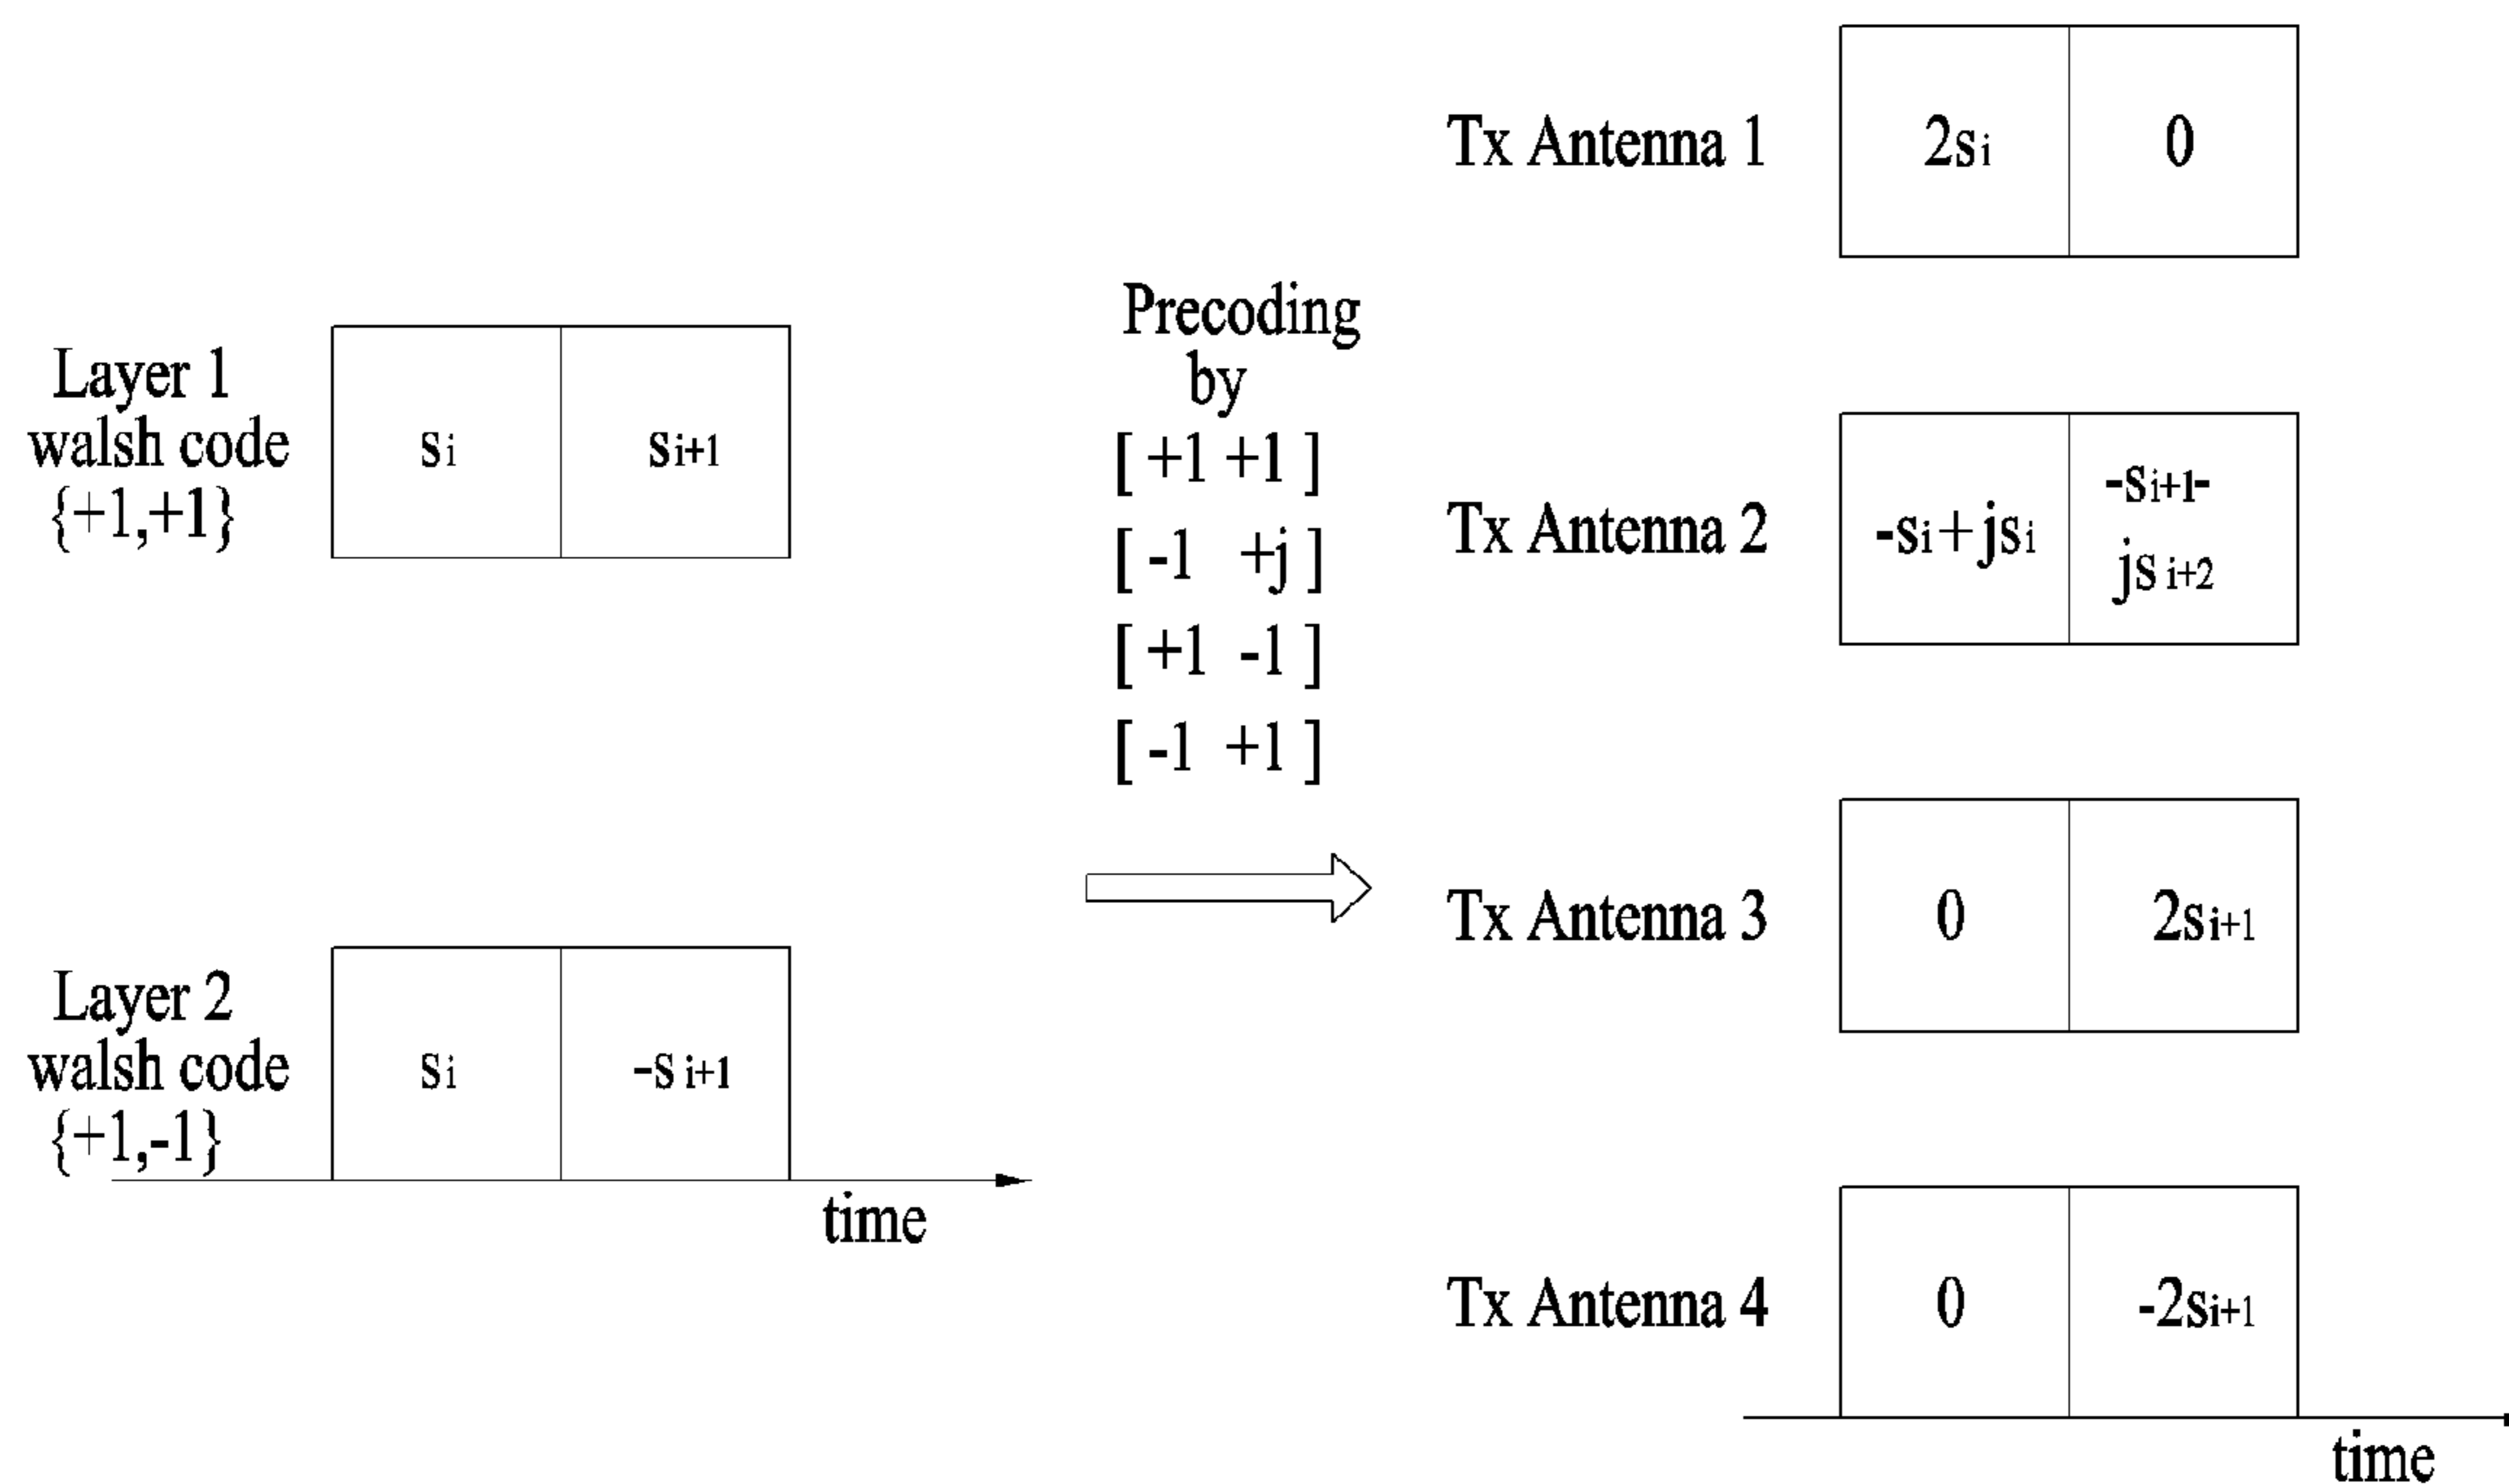 Layer 1
walsh code
{+1,+1}
si
si+1
Layer 2
walsh code
{+1,-1}
si
-si+1
time
Precoding
by
[ +1 +1 ]
[ -1 +j ]
[ +1 -1 ]
[ -1 +1 ]
Tx Antenna 1
2si
0
Tx Antenna 2
-si+jsi
-si+1-
jsi+2
Tx Antenna 3
0
2si+1
Tx Antenna 4
0
-2si+1
time